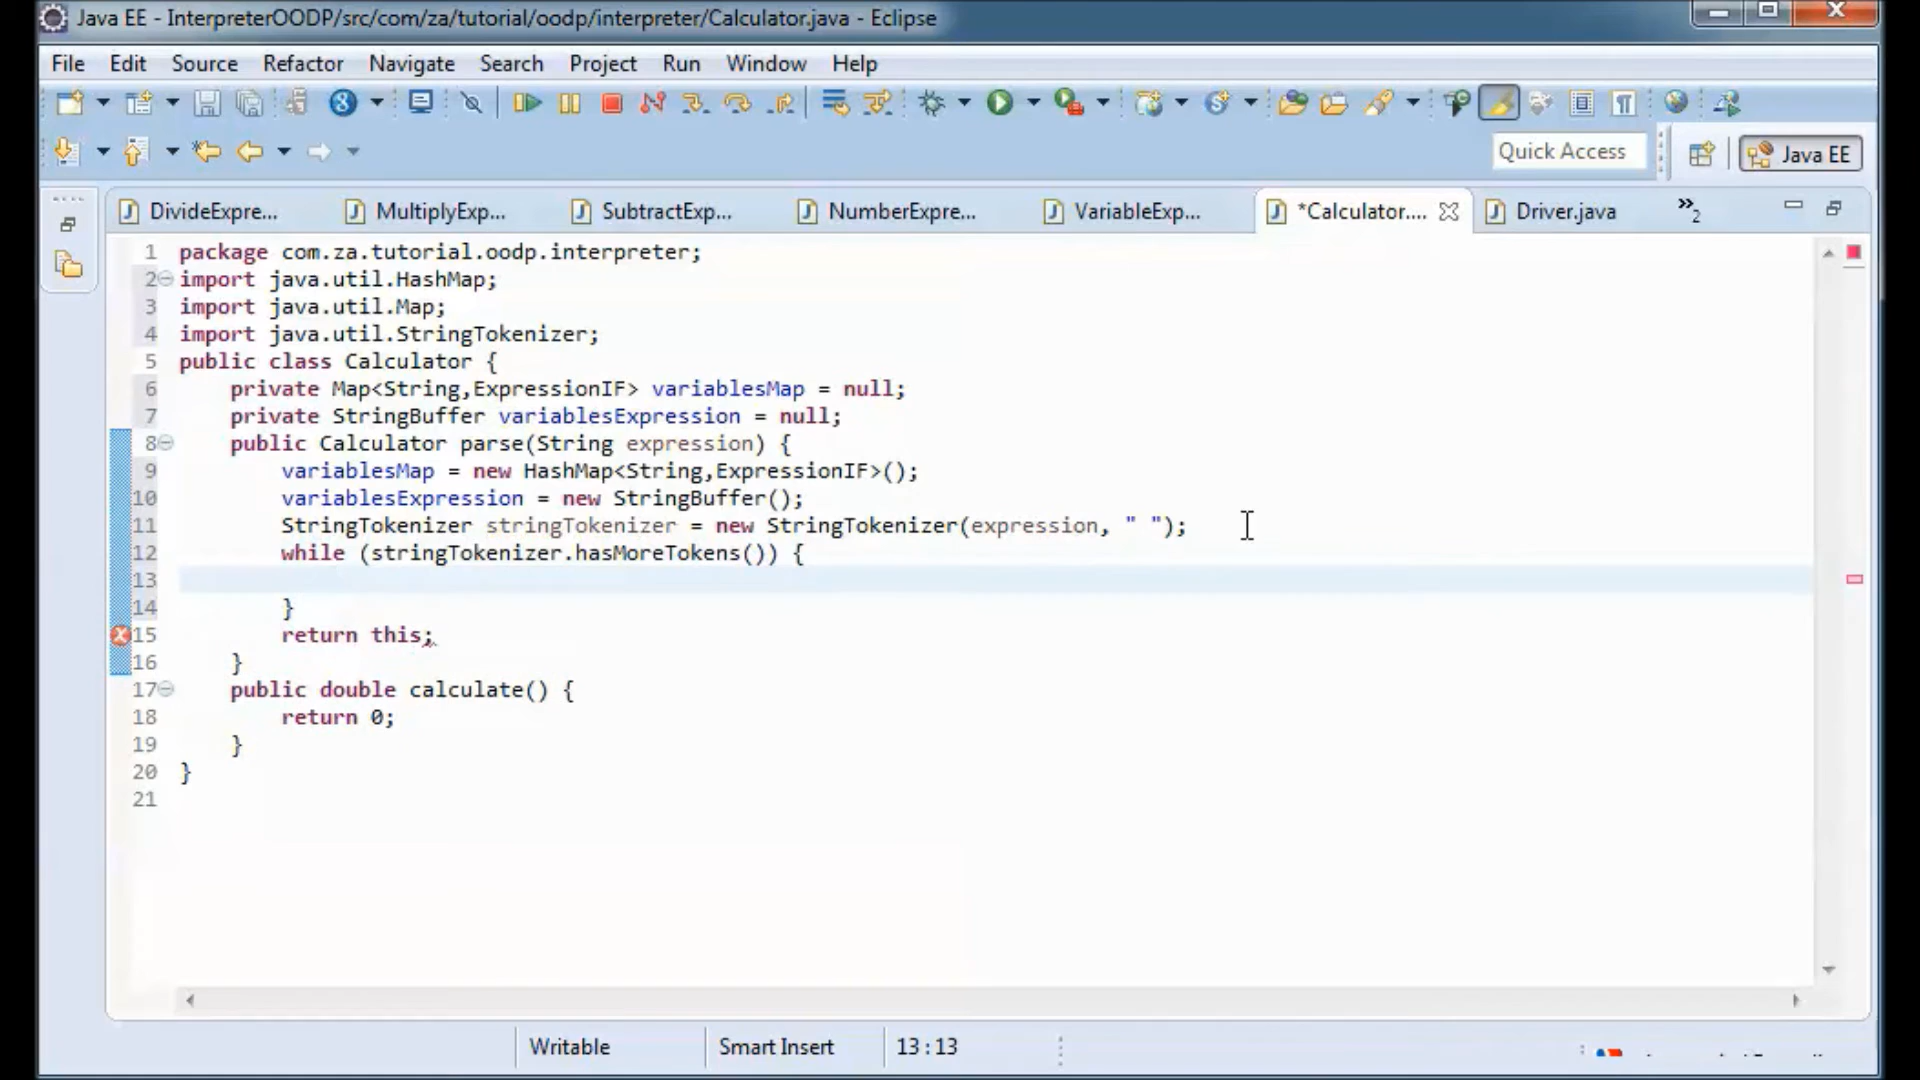 Java EE - InterpreterOODP/src/com/za/tutorial/oodp/interpreter/Calculator.java - Eclipse
File Edit Source Refactor Navigate Search Project Run Window Help
Quick Access Java EE
DivideExpre... MultiplyExp... SubtractExp... NumberExpre... VariableExp... *Calculator.... Driver.java »2
1 package com.za.tutorial.oodp.interpreter;
2 import java.util.HashMap;
3 import java.util.Map;
4 import java.util.StringTokenizer;
5 public class Calculator {
6 private Map<String,ExpressionIF> variablesMap = null;
7 private StringBuffer variablesExpression = null;
8 public Calculator parse(String expression) {
9 variablesMap = new HashMap<String,ExpressionIF>();
10 variablesExpression = new StringBuffer();
11 StringTokenizer stringTokenizer = new StringTokenizer(expression, " ");
12 while (stringTokenizer.hasMoreTokens()) {
13
14 }
15 return this;
16 }
17 public double calculate() {
18 return 0;
19 }
20 }
21
Writable Smart Insert 13:13